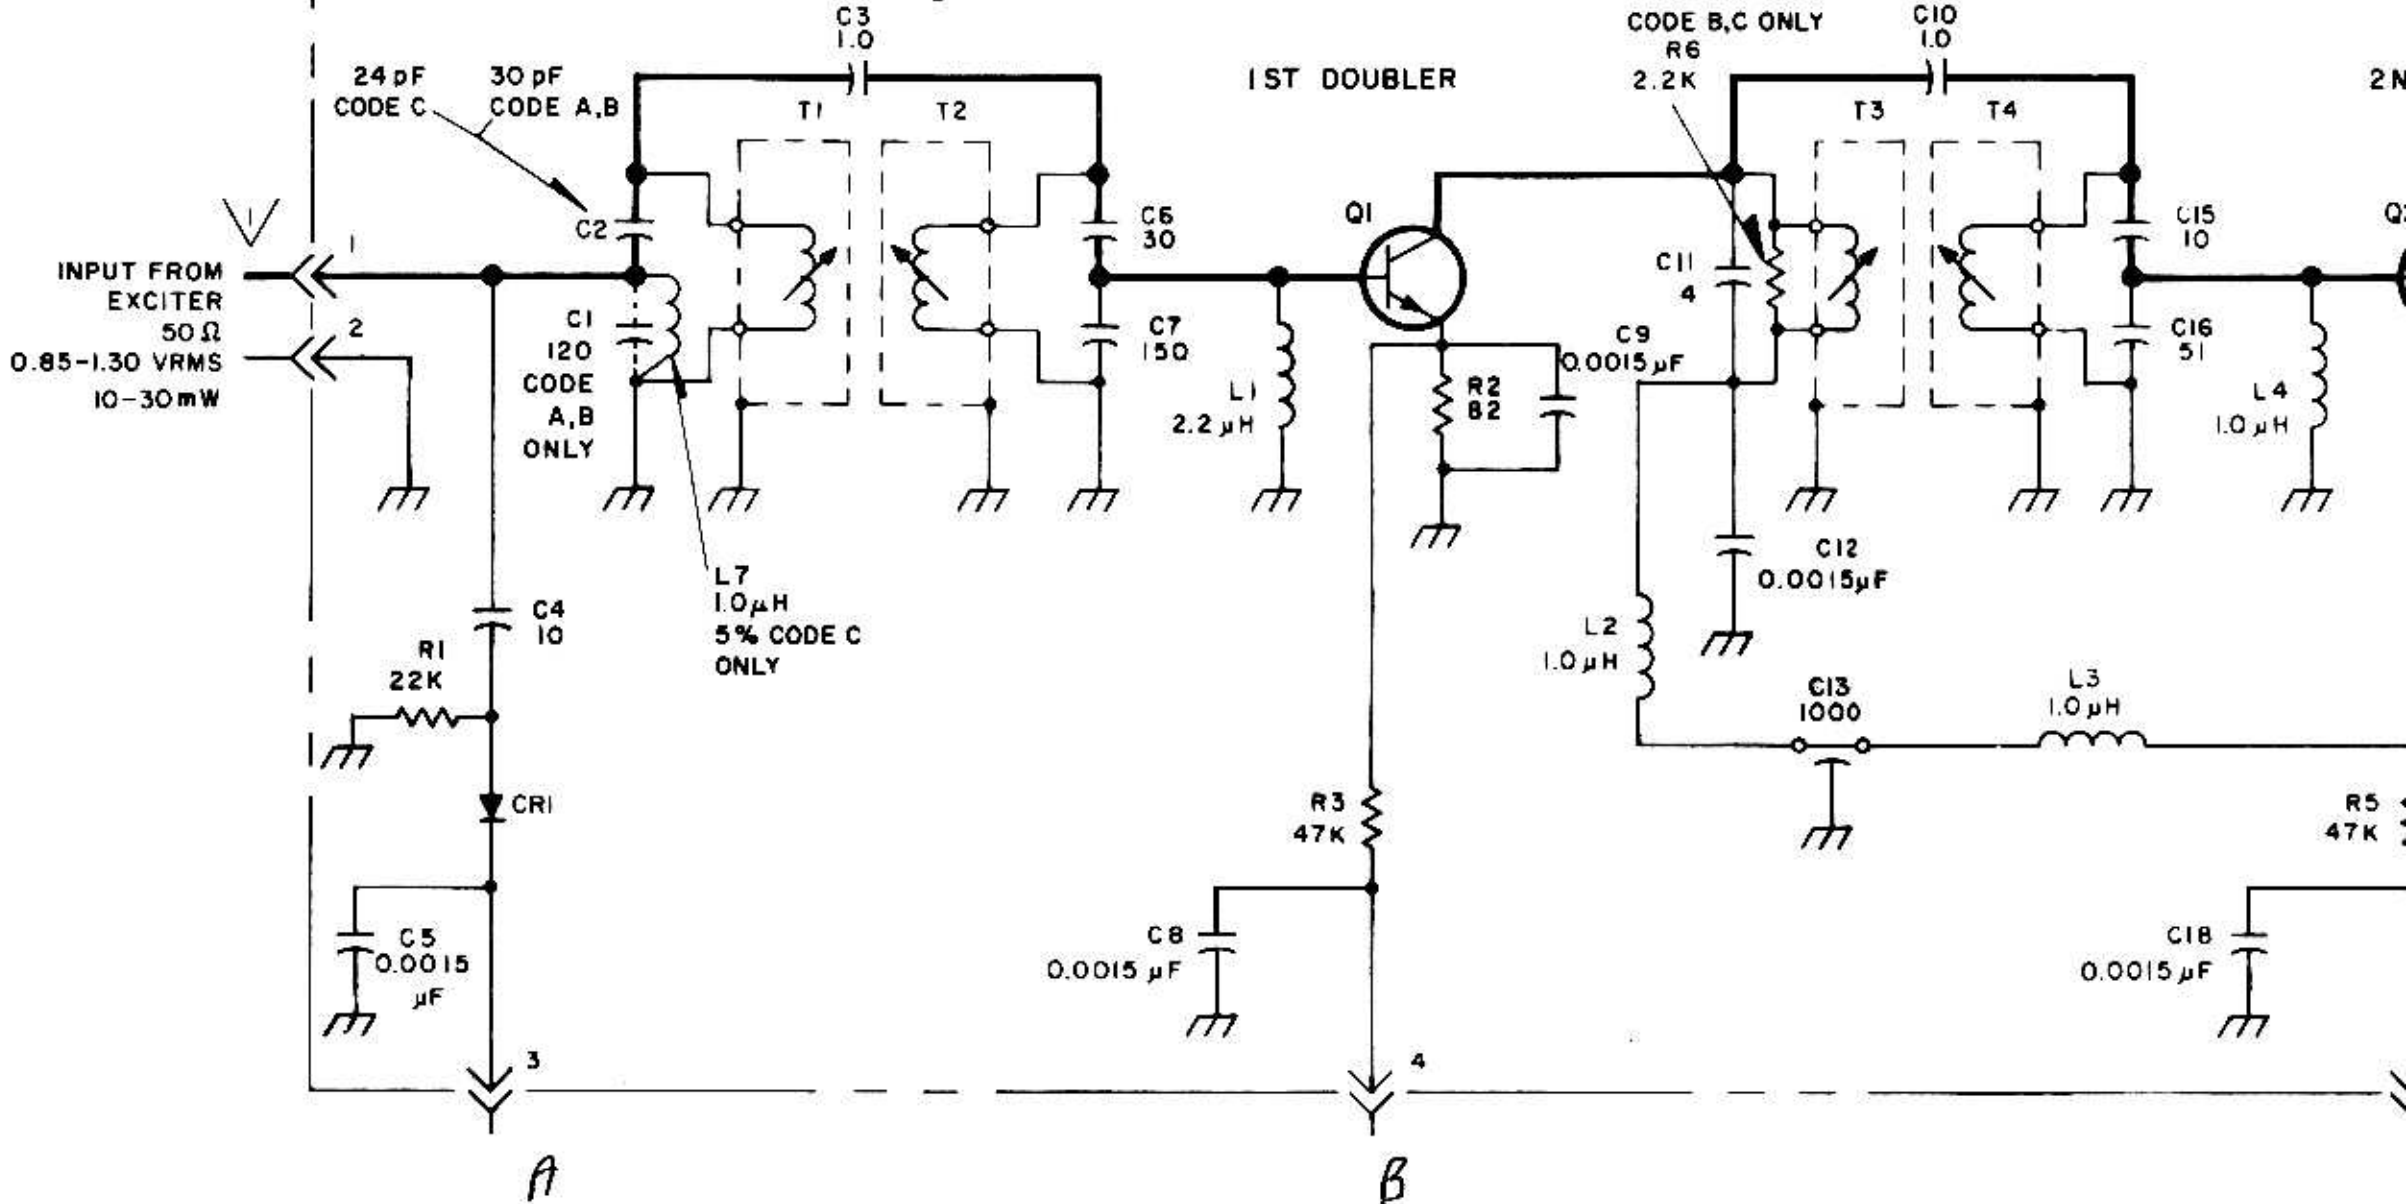 C3
1.0
24 pF
CODE C
30 pF
CODE A,B
T1
T2
1ST DOUBLER
CODE B,C ONLY
R6
2.2K
C10
1.0
T3
T4
2N
1
INPUT FROM
EXCITER
50 Ω
0.85-1.30 VRMS
10-30mW
1
2
C2
C1
120
CODE
A,B
ONLY
C6
30
C7
150
L1
2.2 µH
Q1
R2
82
C9
0.0015 µF
C11
4
C15
10
C16
51
L4
1.0 µH
L7
1.0 µH
5% CODE C
ONLY
C12
0.0015µF
C4
10
R1
22K
L2
1.0 µH
C13
1000
L3
1.0 µH
CR1
R3
47K
R5
47K
C5
0.0015
µF
C8
0.0015 µF
C18
0.0015 µF
3
4
A
B